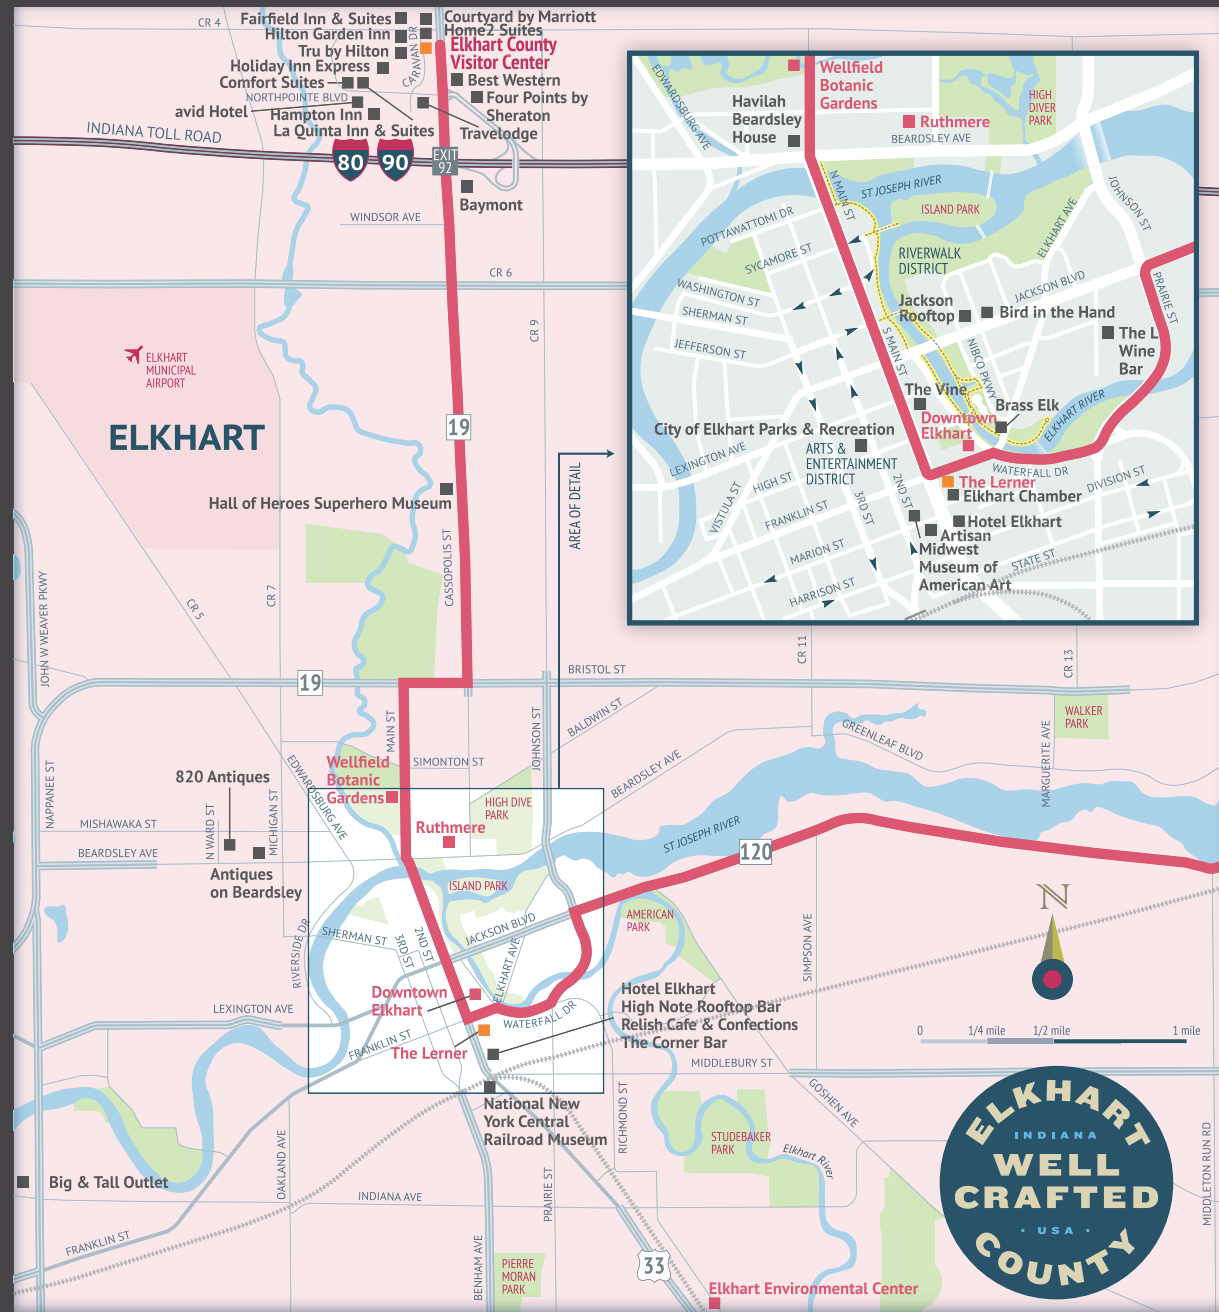 CR 4
Fairfield Inn & Suites
Hilton Garden Inn
Tru by Hilton
Holiday Inn Express
Comfort Suites
NORTHPOINTE BLVD
avid Hotel
Hampton Inn
La Quinta Inn & Suites
CARAVAN DR
Courtyard by Marriott
Home2 Suites
Elkhart County
Visitor Center
Best Western
Four Points by
Sheraton
Travelodge
INDIANA TOLL ROAD
80
90
EXIT
92
Baymont
WINDSOR AVE
CR 6
CR 9
ELKHART
MUNICIPAL
AIRPORT
ELKHART
19
Hall of Heroes Superhero Museum
AREA OF DETAIL
CASSOPOLIS ST
CR 7
CR 5
JOHN W WEAVER PKWY
19
BRISTOL ST
CR 11
CR 13
WALKER
PARK
MAIN ST
JOHNSON ST
BALDWIN ST
GREENLEAF BLVD
MARGUERITE AVE
BEARDSLEY AVE
SIMONTON ST
Wellfield
Botanic
Gardens
HIGH DIVE
PARK
EDWARDSBURG AVE
NAPPANEE ST
820 Antiques
N WARD ST
MICHIGAN ST
MISHAWAKA ST
BEARDSLEY AVE
Antiques
on Beardsley
Ruthmere
ST JOSEPH RIVER
120
ISLAND PARK
AMERICAN
PARK
SIMPSON AVE
N
JACKSON BLVD
SHERMAN ST
3RD ST
2ND ST
RIVERSIDE DR
ELKHART AVE
Downtown
Elkhart
LEXINGTON AVE
WATERFALL DR
FRANKLIN ST
The Lerner
Hotel Elkhart
High Note Rooftop Bar
Relish Cafe & Confections
The Corner Bar
0
1/4 mile
1/2 mile
1 mile
MIDDLEBURY ST
GOSHEN AVE
National New
York Central
Railroad Museum
RICHMOND ST
STUDEBAKER
PARK
Elkhart River
OAKLAND AVE
Big & Tall Outlet
INDIANA AVE
PRAIRIE ST
FRANKLIN ST
BENHAM AVE
PIERRE
MORAN
PARK
33
Elkhart Environmental Center
MIDDLETON RUN RD
ELKHART
INDIANA
WELL
CRAFTED
• USA •
COUNTY
EDWARDSBURG AVE
Wellfield
Botanic
Gardens
Havilah
Beardsley
House
Ruthmere
HIGH
DIVER
PARK
BEARDSLEY AVE
N MAIN ST
ST JOSEPH RIVER
ISLAND PARK
JOHNSON ST
ELKHART AVE
POTTAWATTOMI DR
SYCAMORE ST
RIVERWALK
DISTRICT
WASHINGTON ST
SHERMAN ST
JEFFERSON ST
JACKSON BLVD
Jackson
Rooftop
Bird in the Hand
PRAIRIE ST
The L
Wine
Bar
S MAIN ST
NIBCO PKWY
The Vine
Brass Elk
Downtown
Elkhart
ELKHART RIVER
City of Elkhart Parks & Recreation
LEXINGTON AVE
ARTS &
ENTERTAINMENT
DISTRICT
WATERFALL DR
DIVISION ST
The Lerner
Elkhart Chamber
HIGH ST
VISTULA ST
FRANKLIN ST
3RD ST
2ND ST
Hotel Elkhart
Artisan
Midwest
Museum of
American Art
MARION ST
HARRISON ST
STATE ST